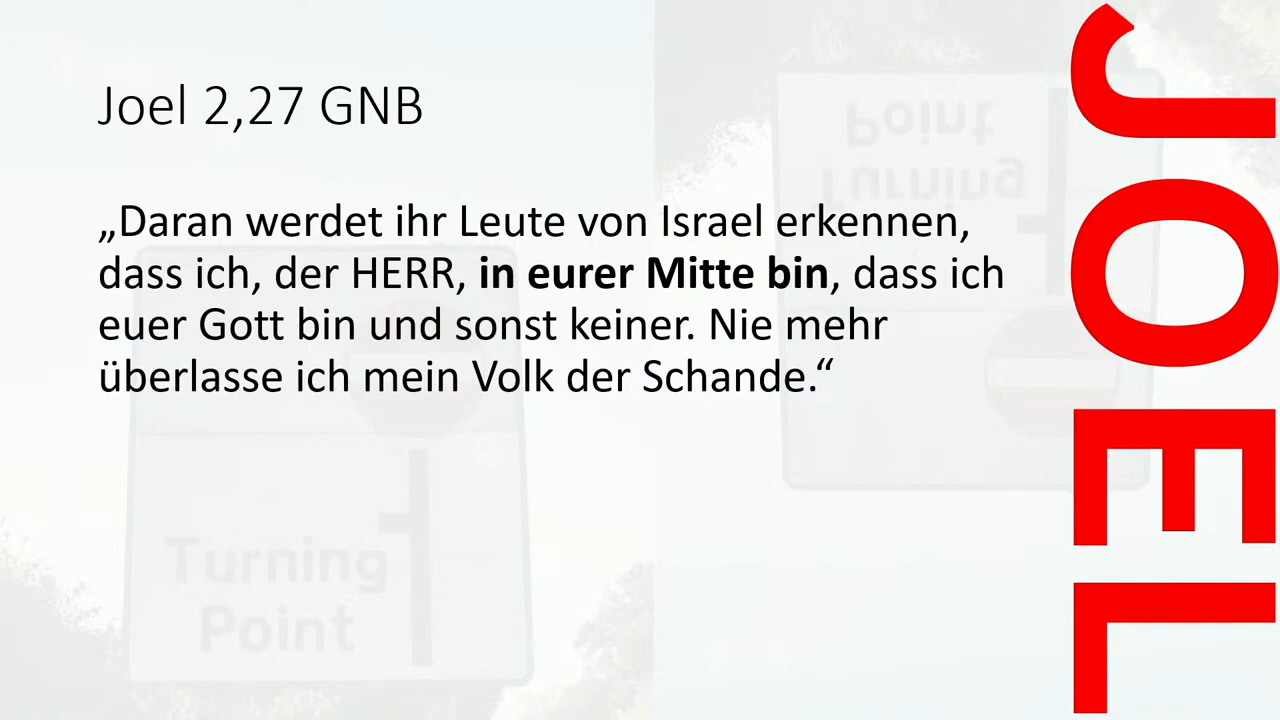 Joel 2,27 GNB
„Daran werdet ihr Leute von Israel erkennen,
dass ich, der HERR, in eurer Mitte bin, dass ich
euer Gott bin und sonst keiner. Nie mehr
überlasse ich mein Volk der Schande.“
JOEL
Point
Turning
Turning
Point